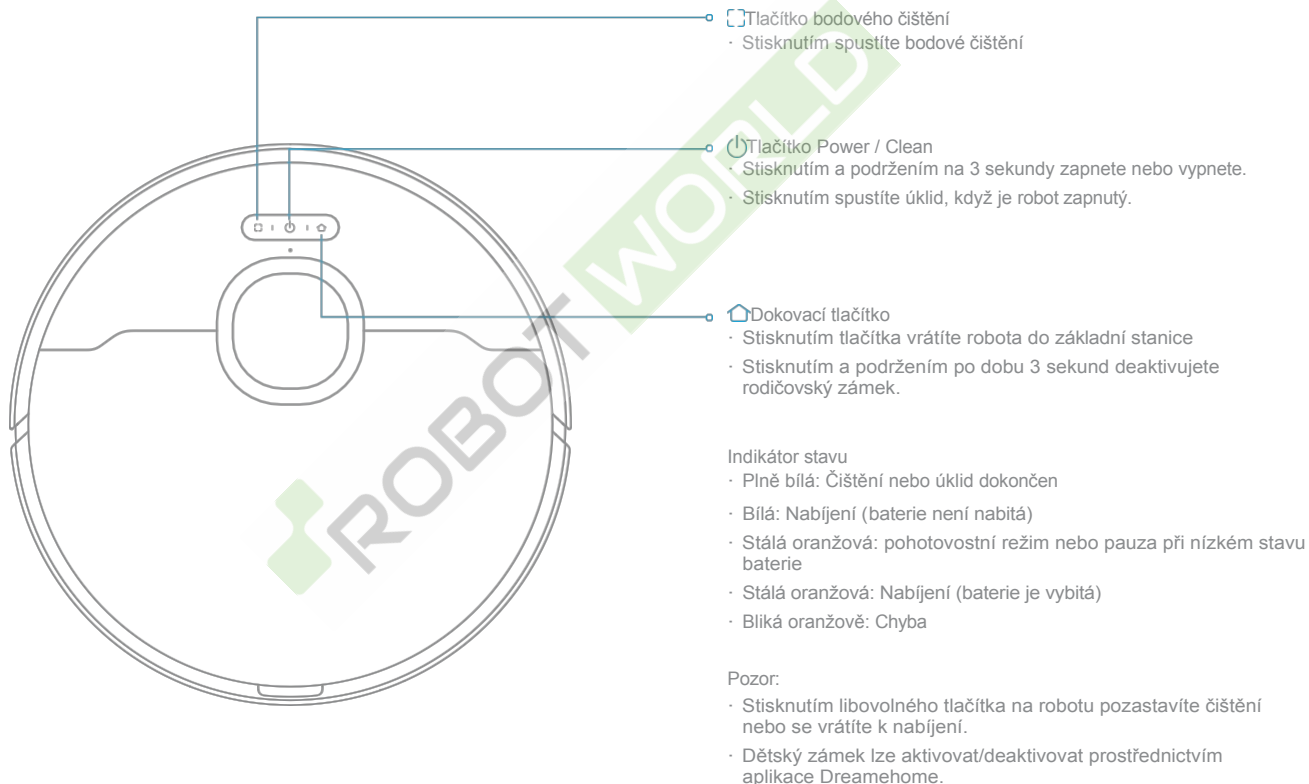 Tlačítko bodového čištění
· Stisknutím spustíte bodové čištění
Tlačítko Power / Clean
· Stisknutím a podržením na 3 sekundy zapnete nebo vypnete.
· Stisknutím spustíte úklid, když je robot zapnutý.
Dokovací tlačítko
· Stisknutím tlačítka vrátíte robota do základní stanice
· Stisknutím a podržením po dobu 3 sekund deaktivujete
rodičovský zámek.
Indikátor stavu
· Plně bílá: Čištění nebo úklid dokončen
· Bílá: Nabíjení (baterie není nabitá)
· Stálá oranžová: pohotovostní režim nebo pauza při nízkém stavu
baterie
· Stálá oranžová: Nabíjení (baterie je vybitá)
· Bliká oranžově: Chyba
Pozor:
· Stisknutím libovolného tlačítka na robotu pozastavíte čištění
nebo se vrátíte k nabíjení.
· Dětský zámek lze aktivovat/deaktivovat prostřednictvím
aplikace Dreamehome.
ROBOT WORLD